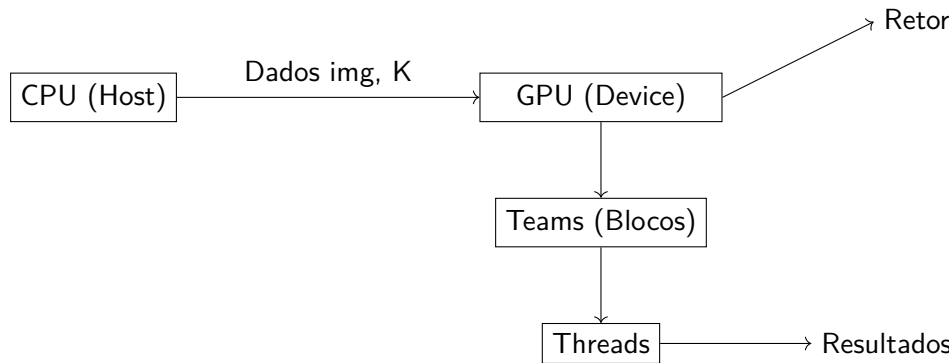 Retor
Dados img, K
CPU (Host)
GPU (Device)
Teams (Blocos)
Threads
Resultados